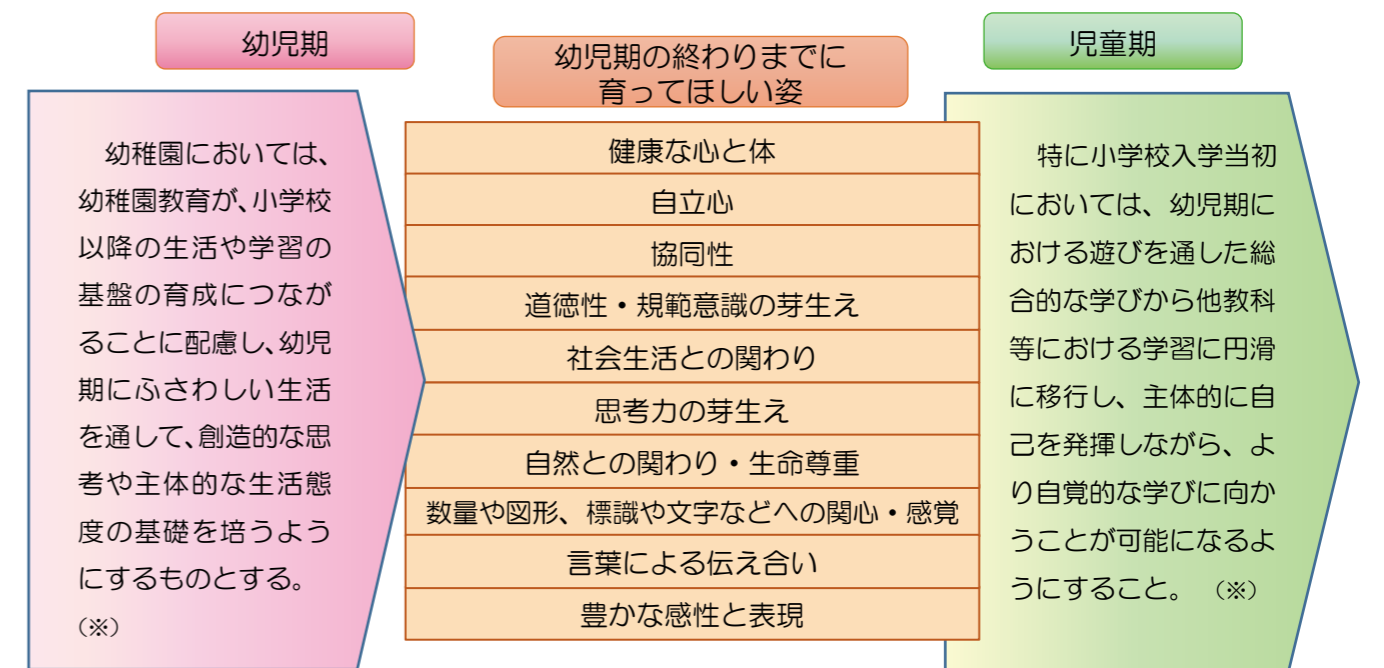 幼児期
幼稚園においては、
幼稚園教育が、小学校
以降の生活や学習の
基盤の育成につなが
ることに配慮し、幼児
期にふさわしい生活
を通して、創造的な思
考や主体的な生活態
度の基礎を培うよう
にするものとする。
（※）
幼児期の終わりまでに
育ってほしい姿
健康な心と体
自立心
協同性
道徳性・規範意識の芽生え
社会生活との関わり
思考力の芽生え
自然との関わり・生命尊重
数量や図形、標識や文字などへの関心・感覚
言葉による伝え合い
豊かな感性と表現
児童期
特に小学校入学当初
においては、幼児期に
おける遊びを通した総
合的な学びから他教科
等における学習に円滑
に移行し、主体的に自
己を発揮しながら、よ
り自覚的な学びに向か
うことが可能になるよ
うにすること。（※）